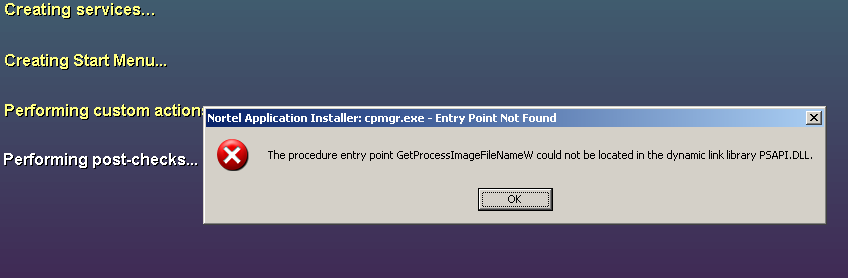 Creating services...
Creating Start Menu...
Performing custom actions
Nortel Application Installer: cpmgr.exe - Entry Point Not Found
The procedure entry point GetProcessImageFileNameW could not be located in the dynamic link library PSAPI.DLL.
Performing post-checks...
OK